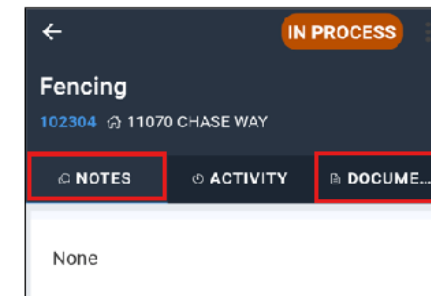 IN PROCESS
Fencing
102304 11070 CHASE WAY
NOTES ACTIVITY DOCUME...
None